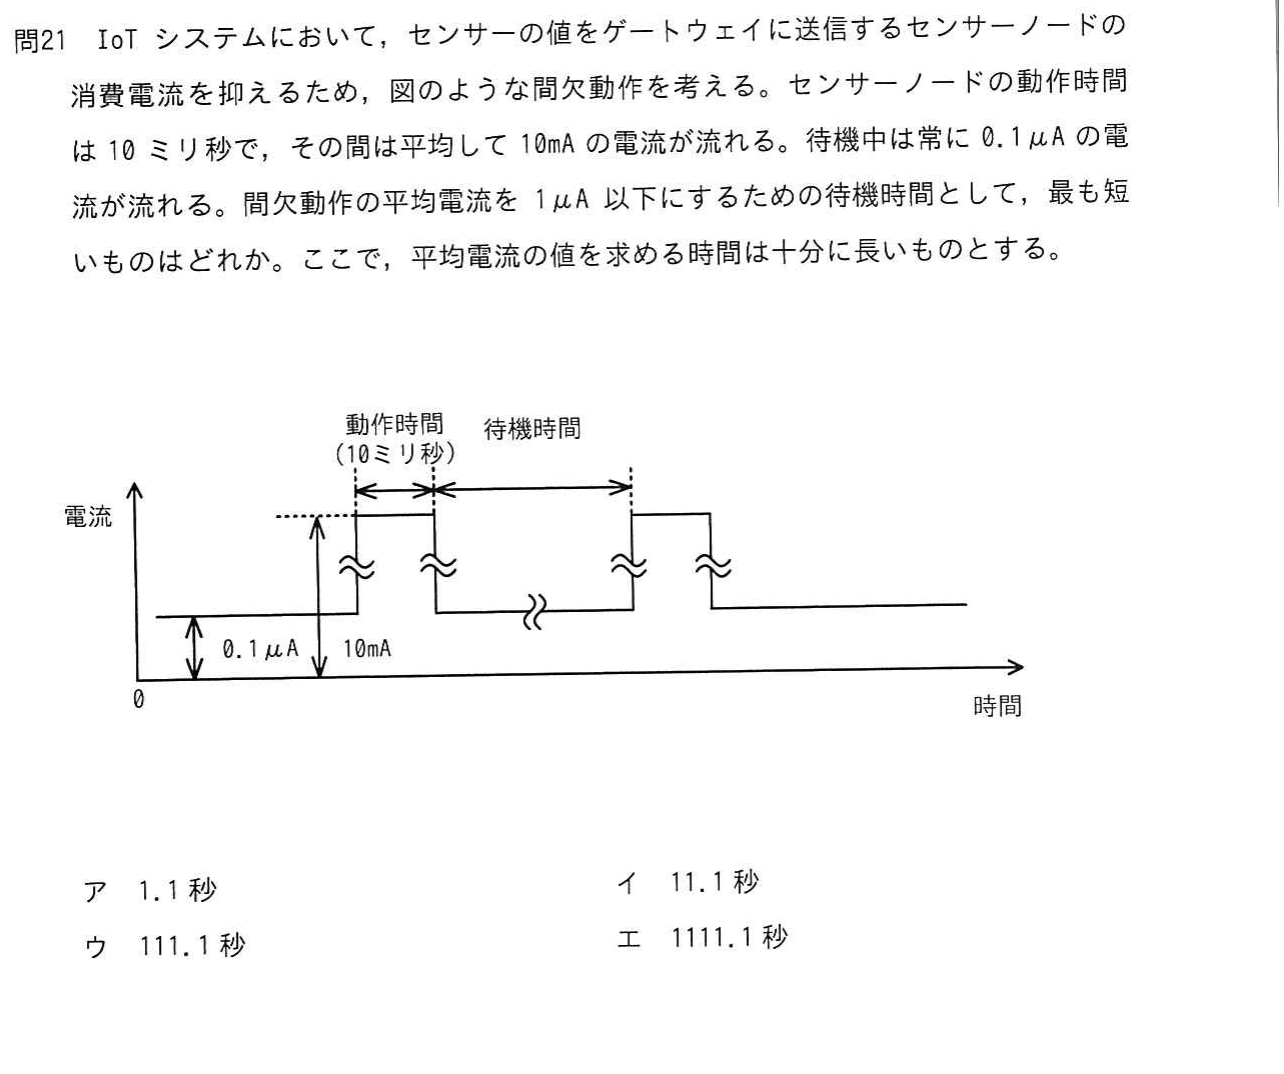 問21　IoT システムにおいて，センサーの値をゲートウェイに送信するセンサーノードの
消費電流を抑えるため，図のような間欠動作を考える。センサーノードの動作時間
は 10 ミリ秒で，その間は平均して 10mA の電流が流れる。待機中は常に 0.1μA の電
流が流れる。間欠動作の平均電流を 1μA 以下にするための待機時間として，最も短
いものはどれか。ここで，平均電流の値を求める時間は十分に長いものとする。
動作時間
(10ミリ秒)
待機時間
電流
0.1μA
10mA
0
時間
ア　1.1 秒
イ　11.1 秒
ウ　111.1 秒
エ　1111.1 秒